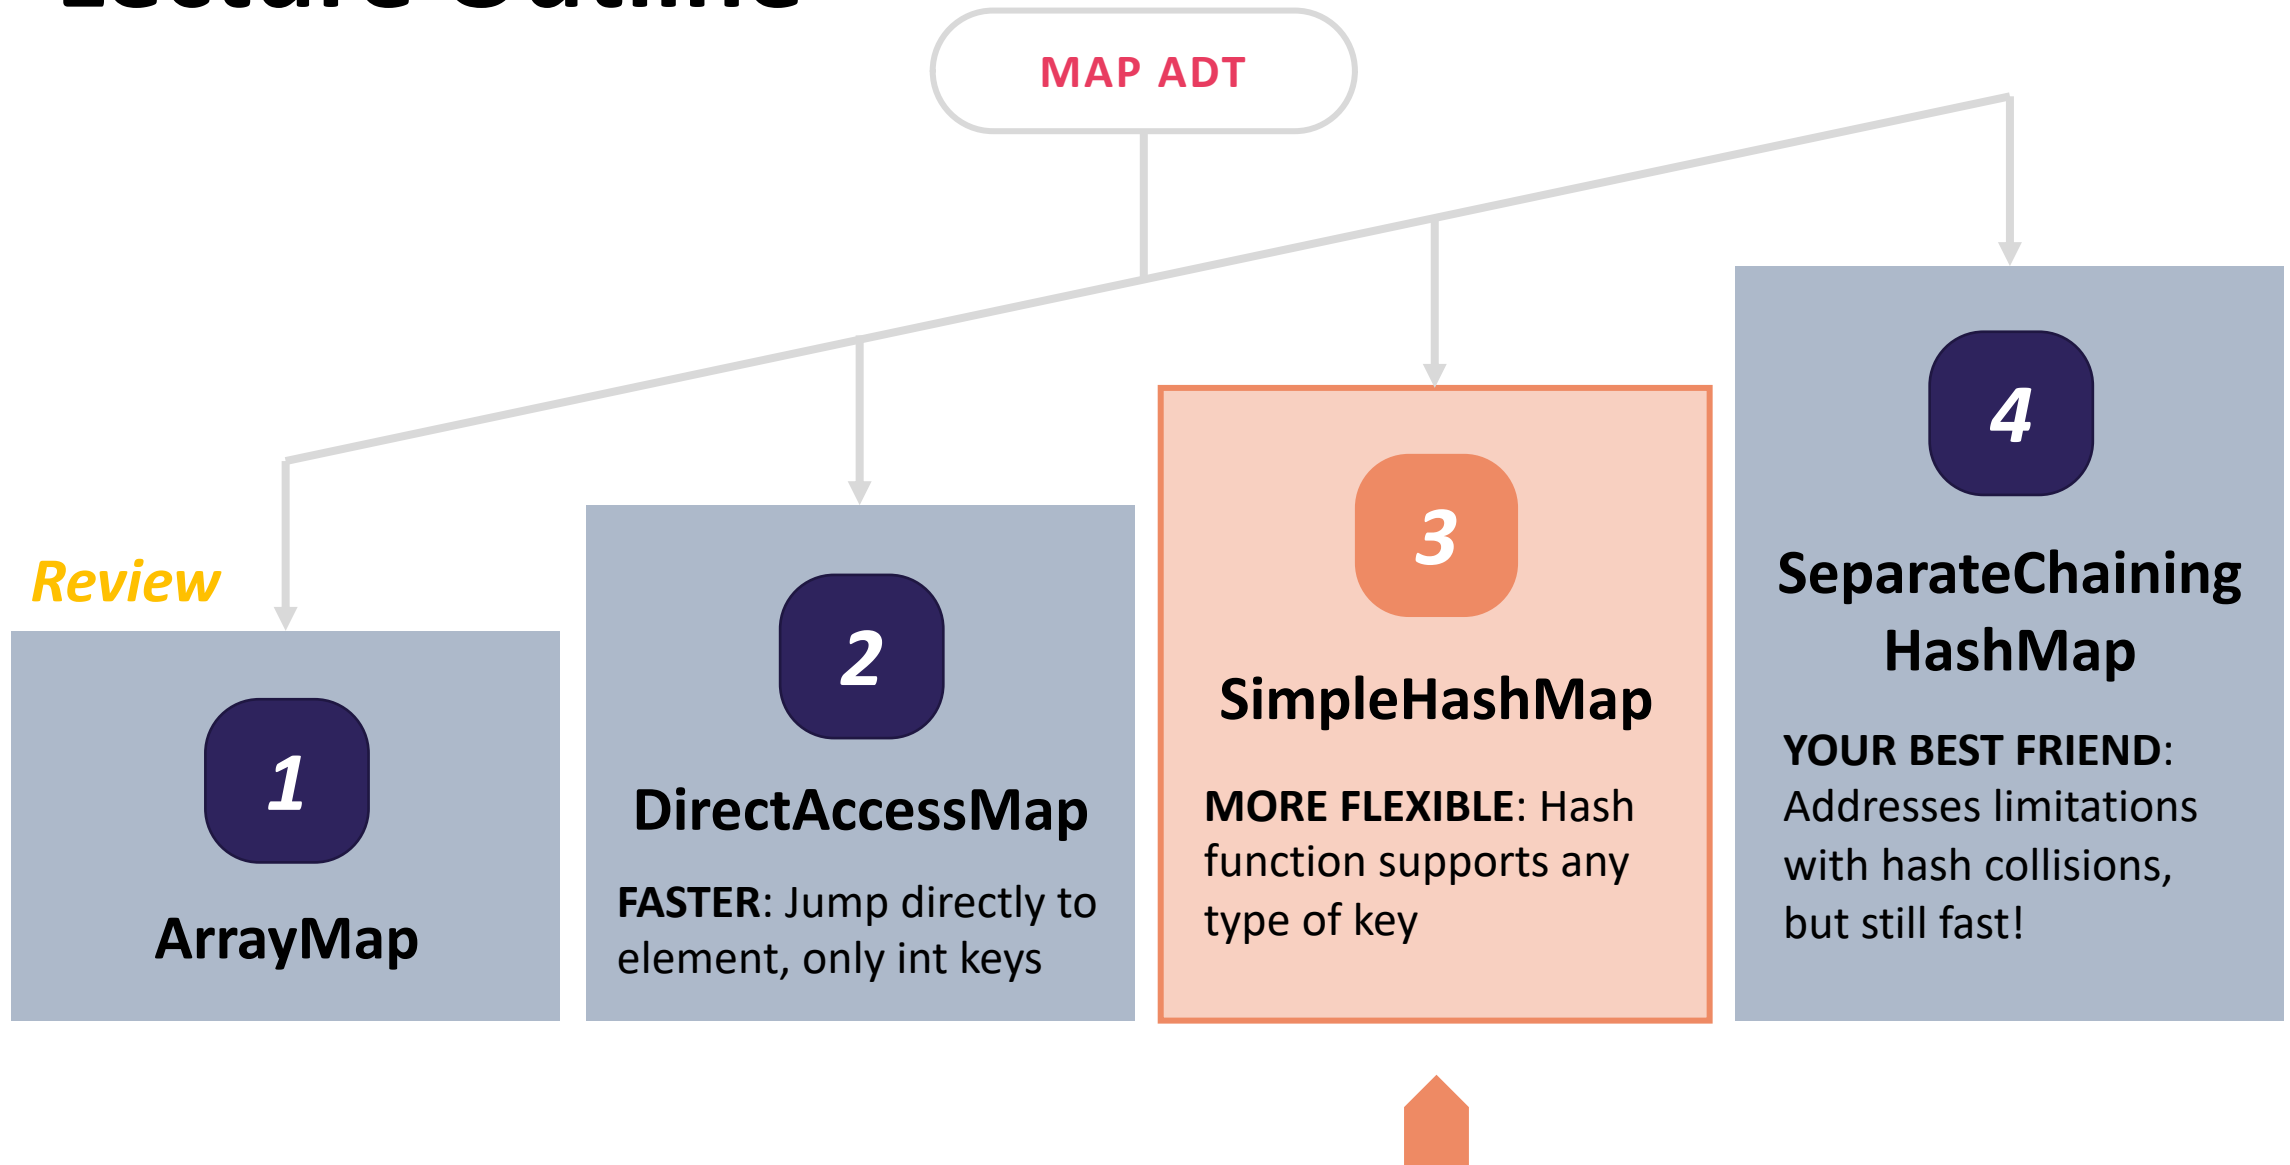 Lecture Outline
MAP ADT
Review
1
ArrayMap
2
DirectAccessMap
FASTER: Jump directly to
element, only int keys
3
SimpleHashMap
MORE FLEXIBLE: Hash
function supports any
type of key
4
SeparateChaining
HashMap
YOUR BEST FRIEND:
Addresses limitations
with hash collisions,
but still fast!